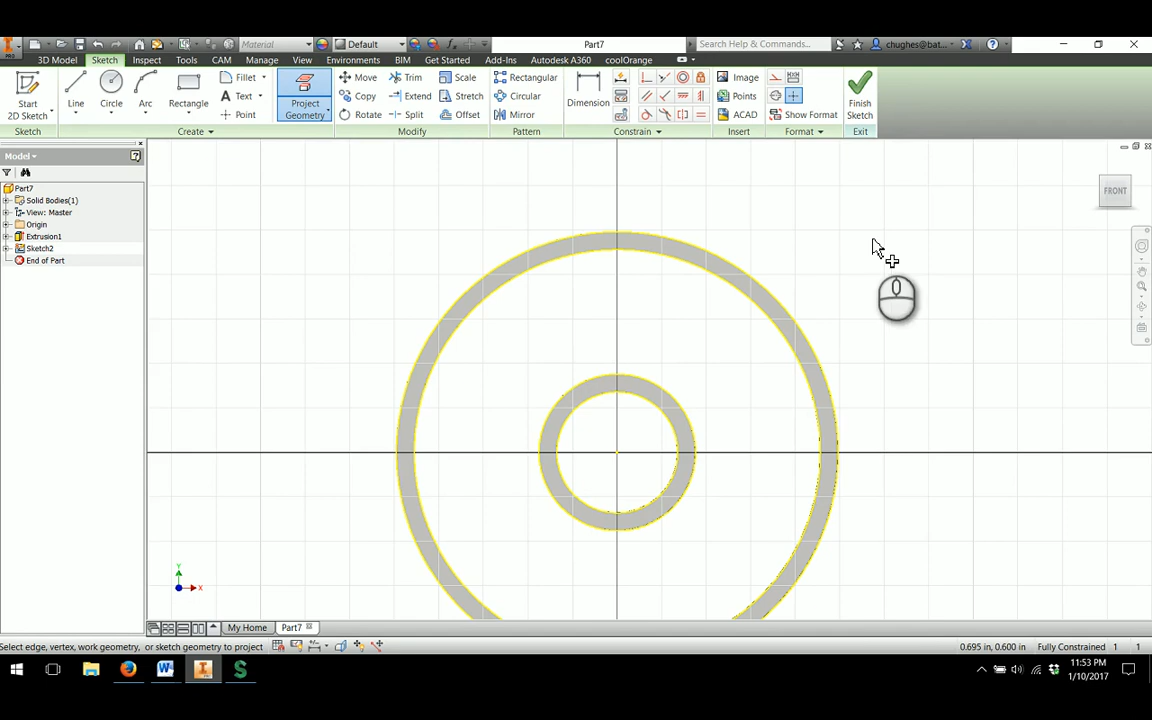 Material
Default
Part7
Search Help & Commands...
chughes@bat...
PRO
3D Model Sketch Inspect Tools CAM Manage View Environments BIM Get Started Add-Ins Autodesk A360 coolOrange
Start
2D Sketch
Line
Circle
Arc
Rectangle
Fillet
Text
Point
Project
Geometry
Move
Copy
Rotate
Trim
Extend
Split
Scale
Stretch
Offset
Rectangular
Circular
Mirror
Dimension
Image
Points
ACAD
Show Format
Finish
Sketch
Sketch Create Modify Pattern Constrain Insert Format Exit
Model
Part7
Solid Bodies(1)
View: Master
Origin
Extrusion1
Sketch2
End of Part
FRONT
Y
X
My Home
Part7
Select edge, vertex, work geometry, or sketch geometry to project
0.695 in, 0.600 in Fully Constrained 1 1
11:53 PM
1/10/2017